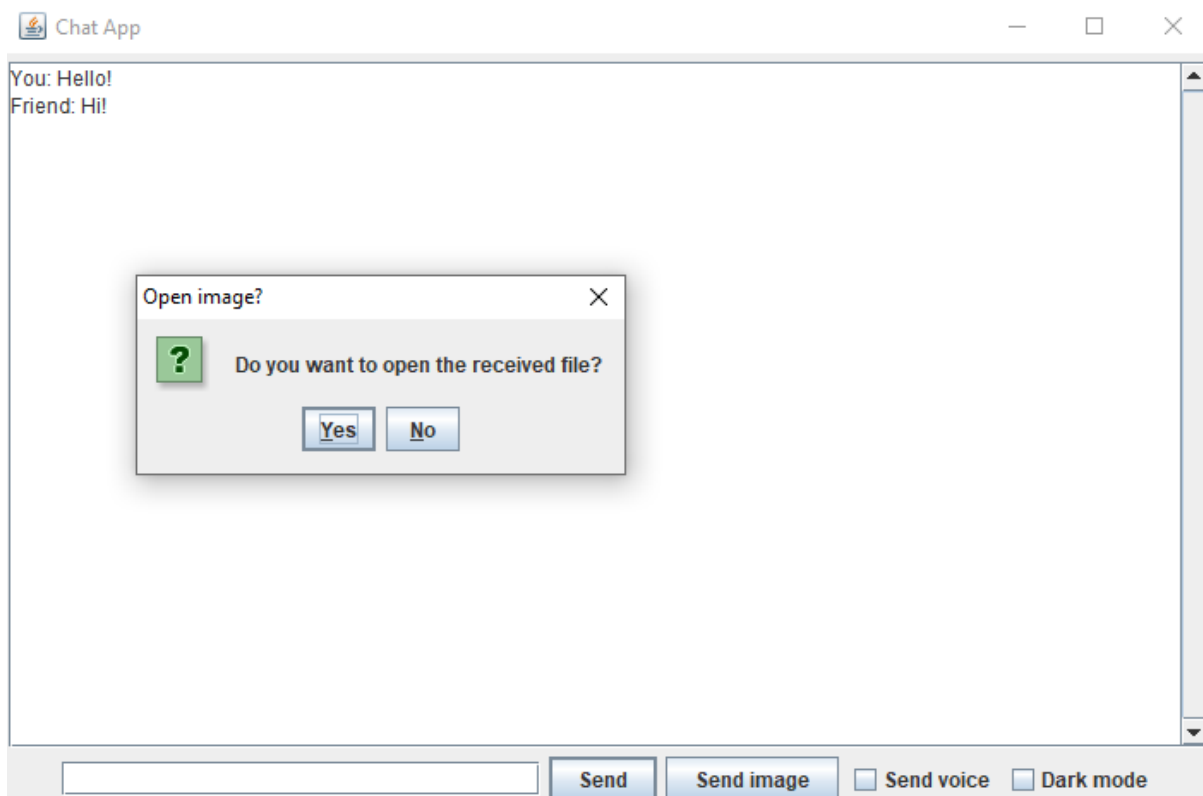 Chat App
You: Hello!
Friend: Hi!
Open image?
?
Do you want to open the received file?
Yes No
Send Send image Send voice Dark mode